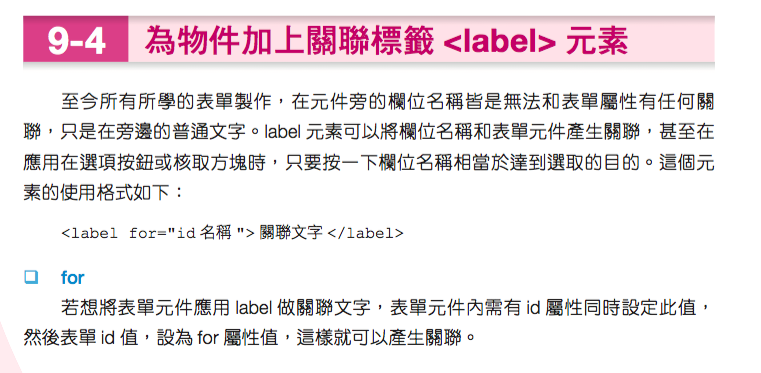 9-4 為物件加上關聯標籤 <label> 元素
至今所有所學的表單製作，在元件旁的欄位名稱皆是無法和表單屬性有任何關
聯，只是在旁邊的普通文字。label 元素可以將欄位名稱和表單元件產生關聯，甚至在
應用在選項按鈕或核取方塊時，只要按一下欄位名稱相當於達到選取的目的。這個元
素的使用格式如下：
<label for="id 名稱 "> 關聯文字 </label>
❑ for
若想將表單元件應用 label 做關聯文字，表單元件內需有 id 屬性同時設定此值，
然後表單 id 值，設為 for 屬性值，這樣就可以產生關聯。